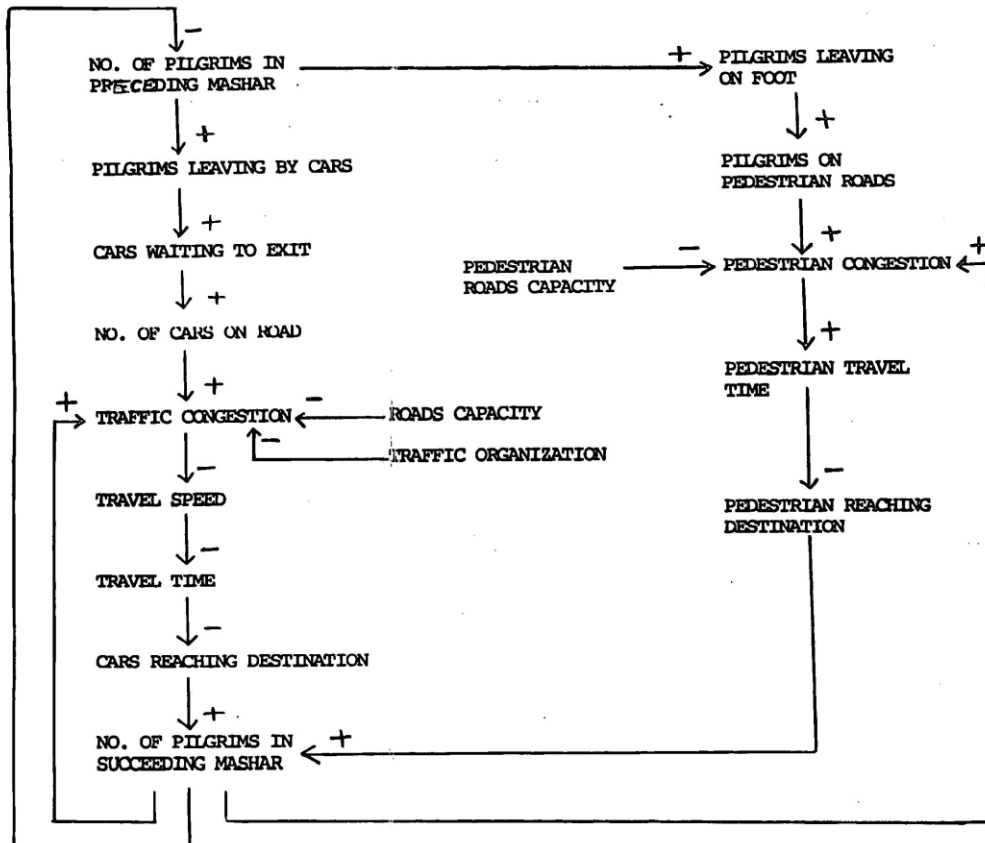 −
NO. OF PILGRIMS IN
PRECEDING MASHAR
+
PILGRIMS LEAVING
ON FOOT
+
PILGRIMS LEAVING BY CARS
+
PILGRIMS ON
PEDESTRIAN ROADS
+
CARS WAITING TO EXIT
+
−
+
PEDESTRIAN
ROADS CAPACITY
PEDESTRIAN CONGESTION
+
NO. OF CARS ON ROAD
+
PEDESTRIAN TRAVEL
TIME
+
+
−
TRAFFIC CONGESTION
ROADS CAPACITY
−
TRAFFIC ORGANIZATION
−
−
TRAVEL SPEED
PEDESTRIAN REACHING
DESTINATION
−
TRAVEL TIME
−
CARS REACHING DESTINATION
+
NO. OF PILGRIMS IN
SUCCEEDING MASHAR
+